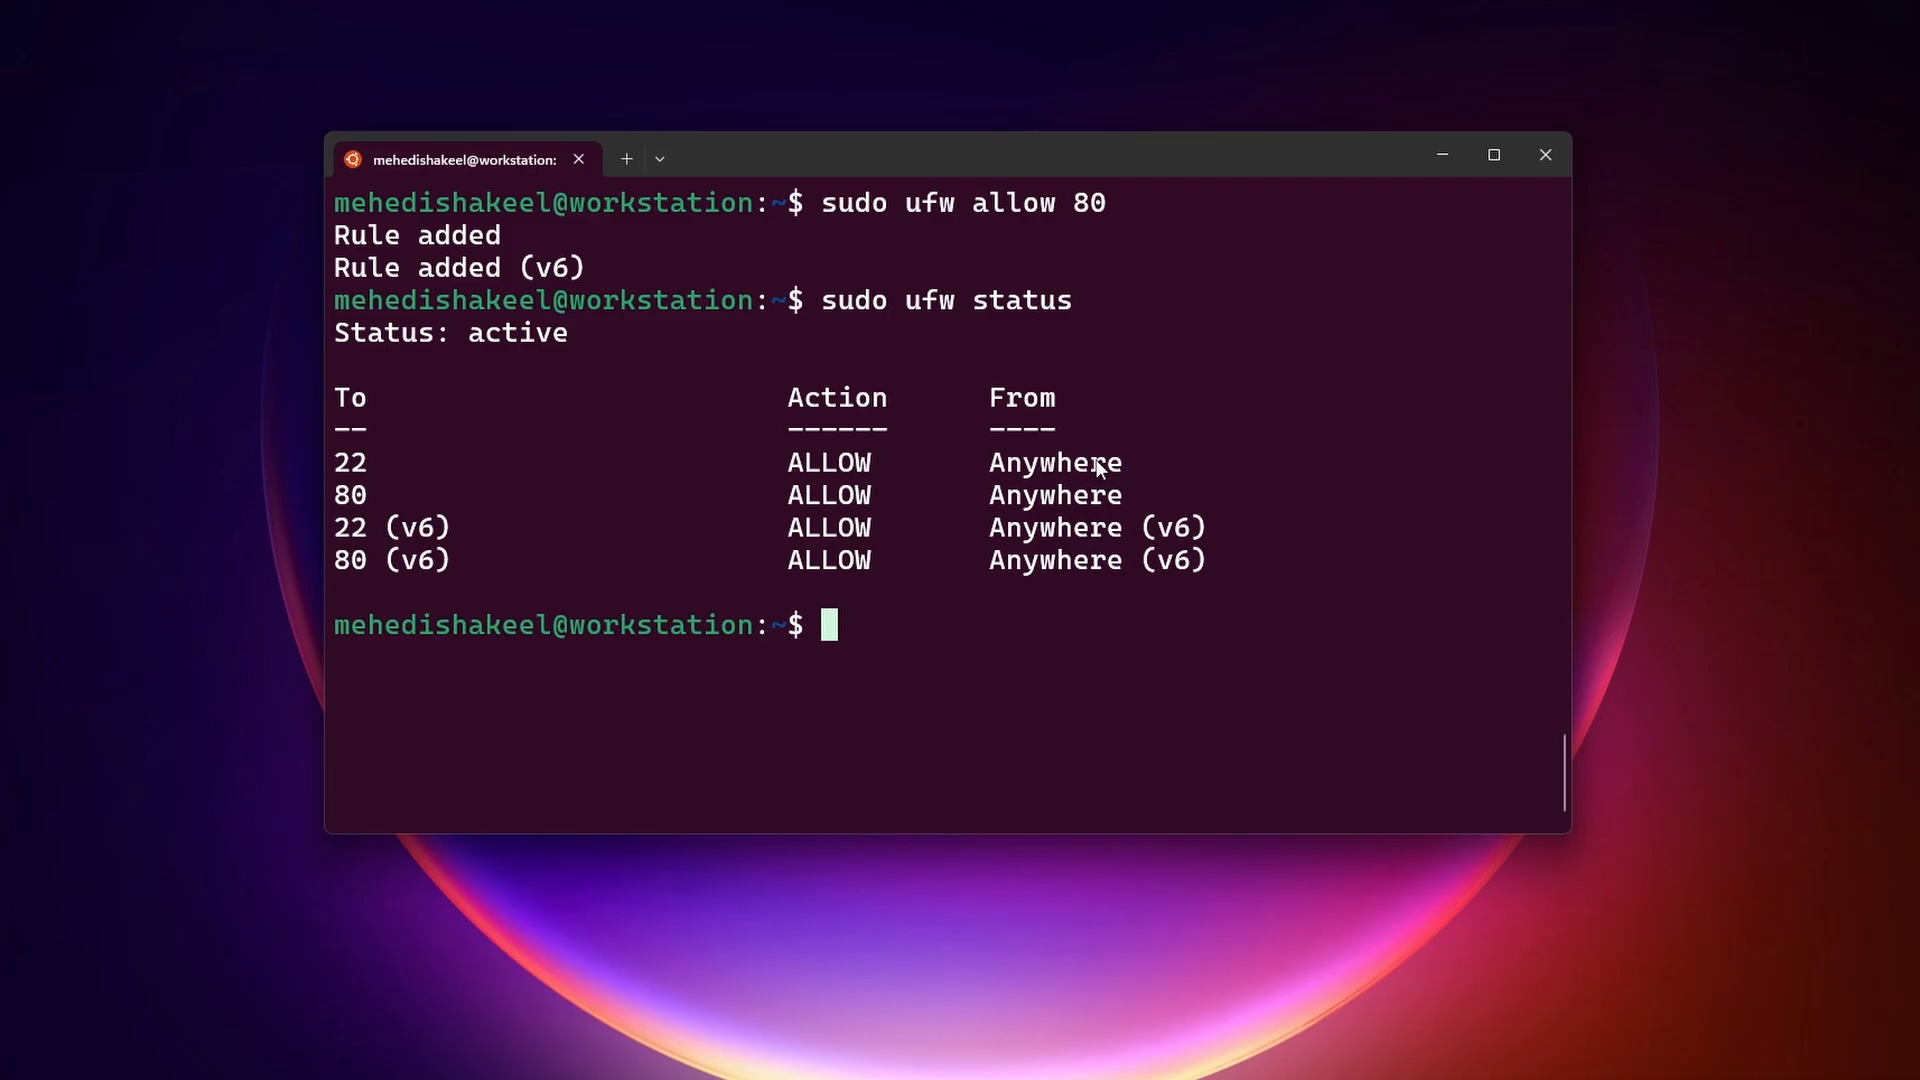 mehedishakeel@workstation:
mehedishakeel@workstation:~$ sudo ufw allow 80
Rule added
Rule added (v6)
mehedishakeel@workstation:~$ sudo ufw status
Status: active
To Action From
-- ------ ----
22 ALLOW Anywhere
80 ALLOW Anywhere
22 (v6) ALLOW Anywhere (v6)
80 (v6) ALLOW Anywhere (v6)
mehedishakeel@workstation:~$